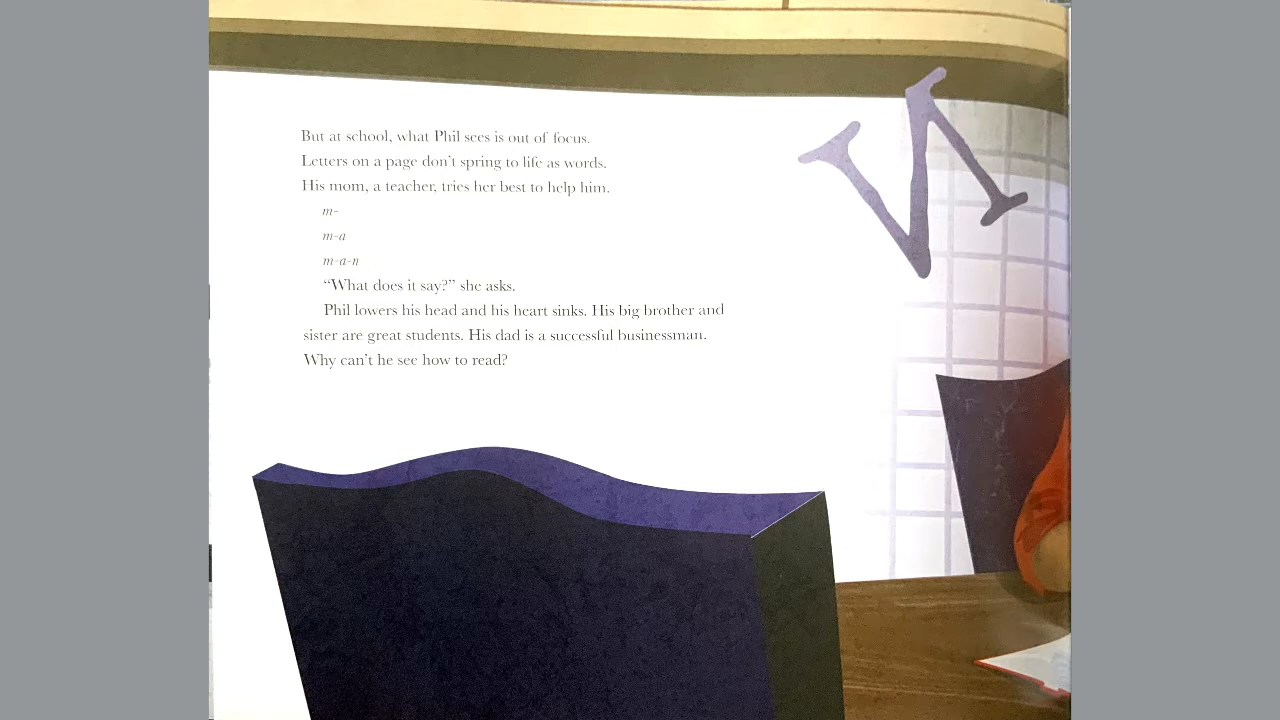 But at school, what Phil sees is out of focus.
Letters on a page don't spring to life as words.
His mom, a teacher, tries her best to help him.
m-
m-a
m-a-n
“What does it say?” she asks.
Phil lowers his head and his heart sinks. His big brother and
sister are great students. His dad is a successful businessman.
Why can't he see how to read?
N